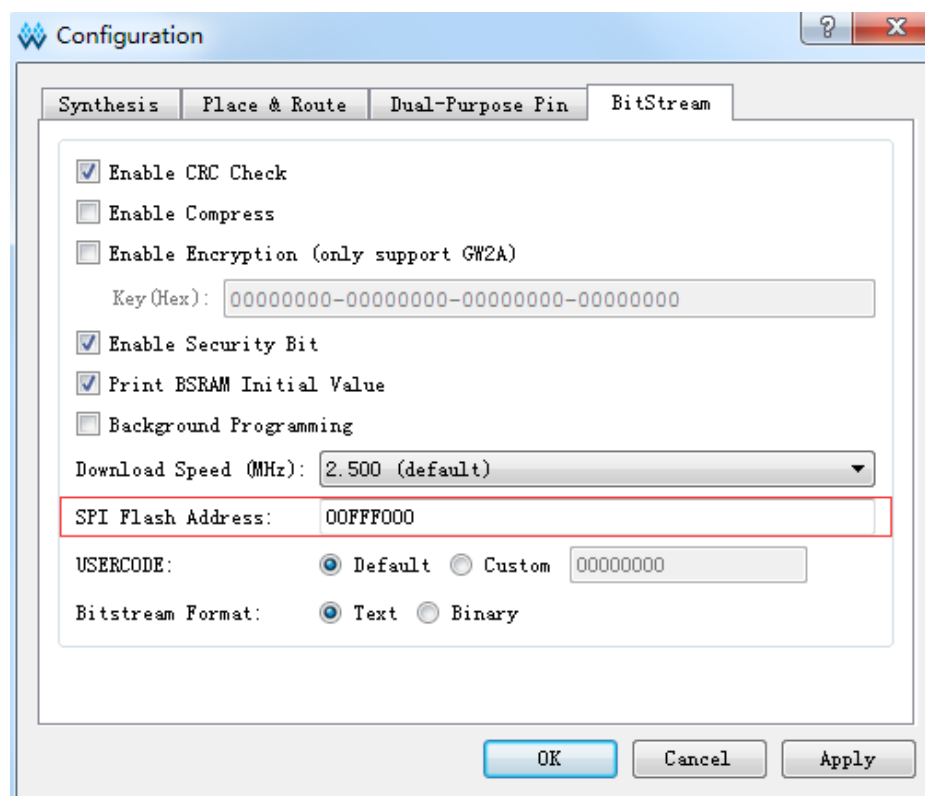 Configuration
Synthesis Place & Route Dual-Purpose Pin BitStream
Enable CRC Check
Enable Compress
Enable Encryption (only support GW2A)
Key(Hex): 00000000-00000000-00000000-00000000
Enable Security Bit
Print BSRAM Initial Value
Background Programming
Download Speed (MHz): 2.500 (default)
SPI Flash Address: 00FFF000
USERCODE: Default Custom 00000000
Bitstream Format: Text Binary
OK Cancel Apply